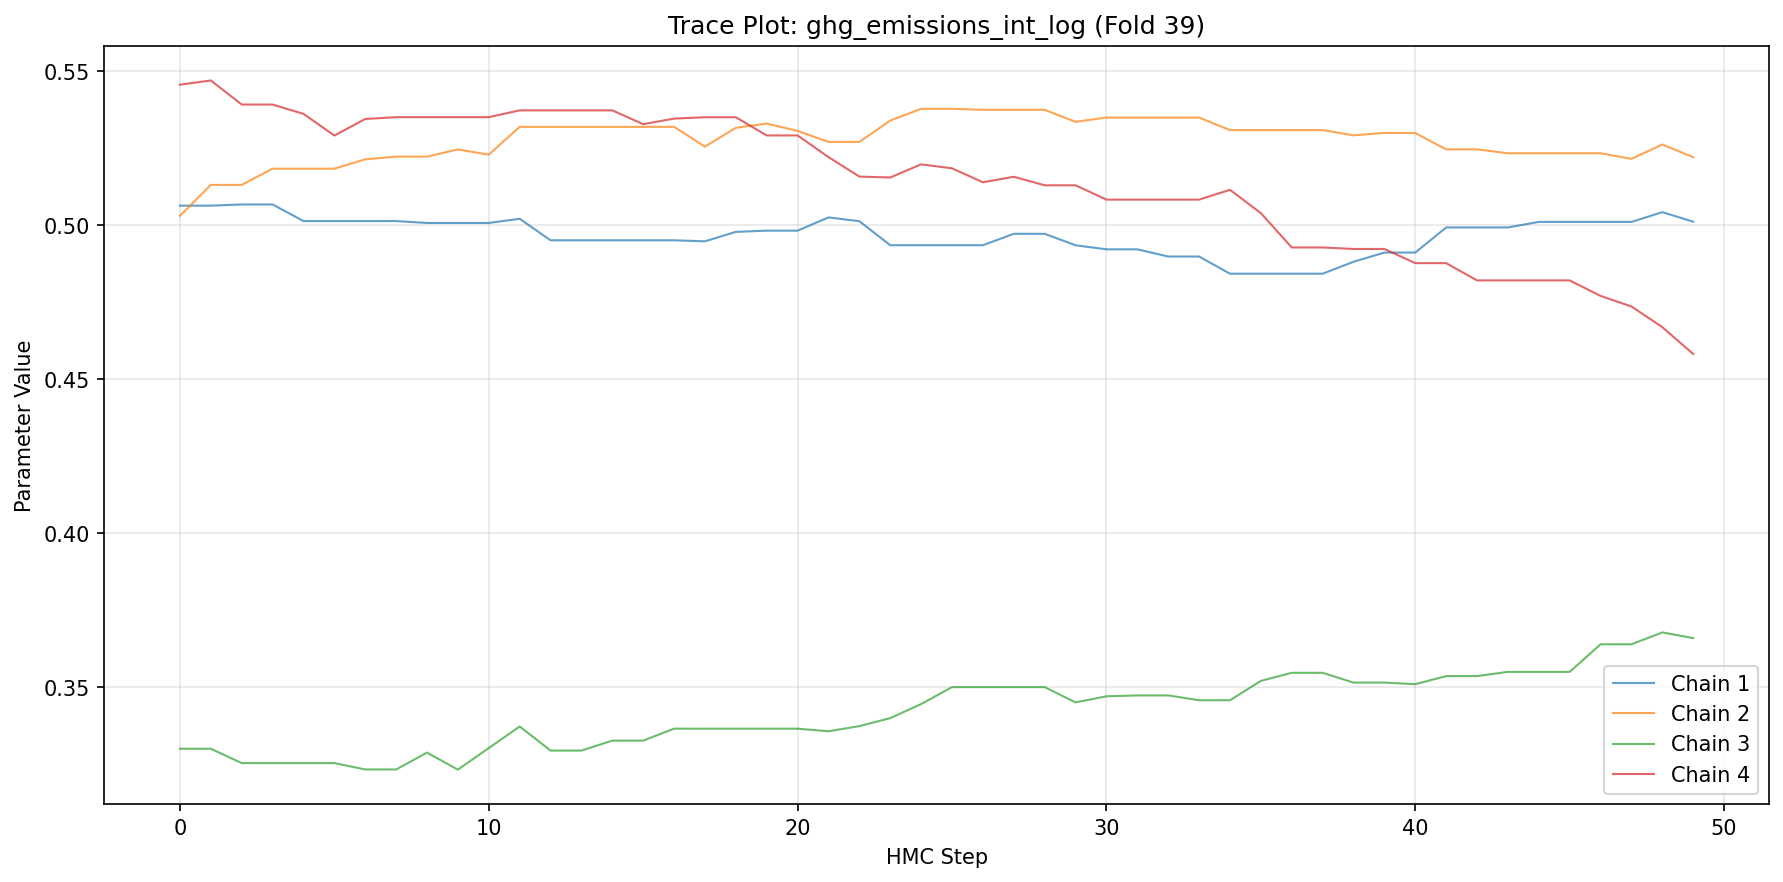 Trace Plot: ghg_emissions_int_log (Fold 39)
Parameter Value
0.55
0.50
0.45
0.40
0.35
0
10
20
30
40
50
HMC Step
Chain 1
Chain 2
Chain 3
Chain 4